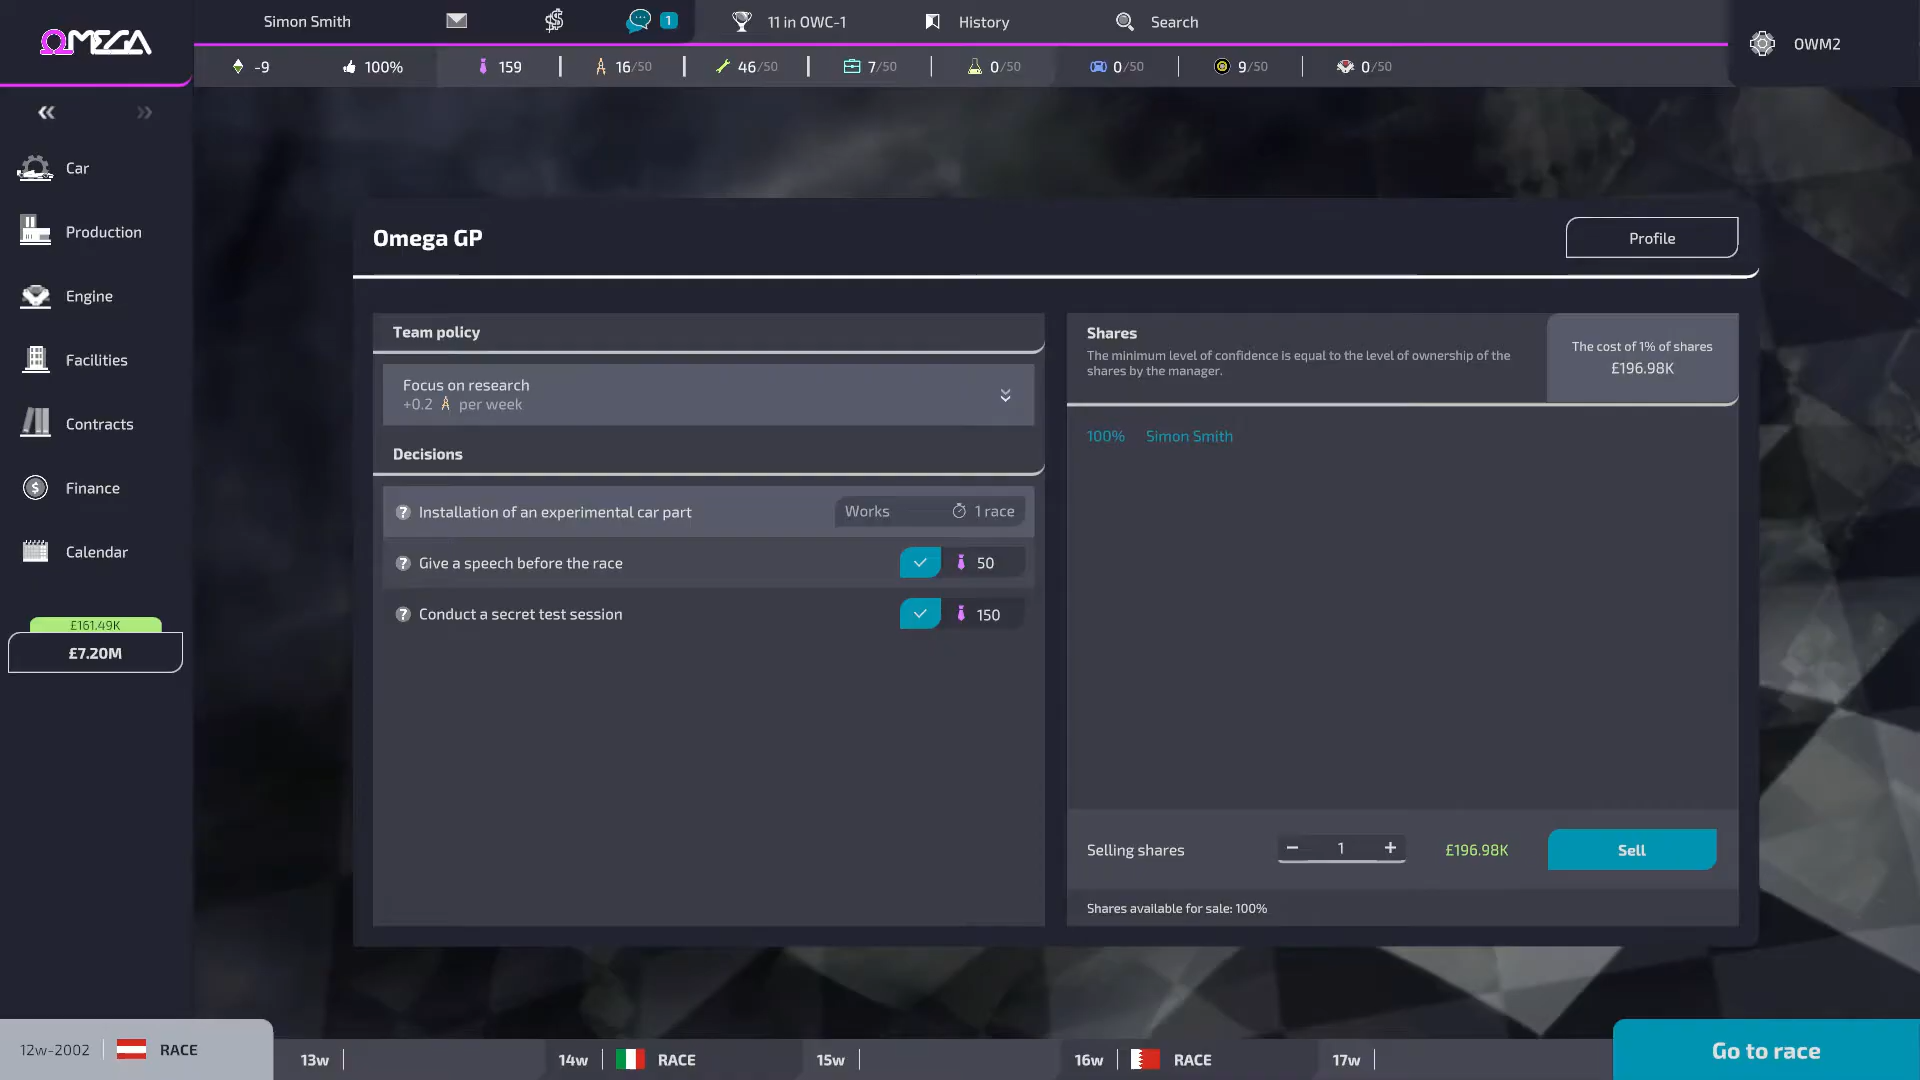 ΩMEGA
Simon Smith
1
11 in OWC-1
History
Search
OWM2
-9
100%
159
16/50
46/50
7/50
0/50
0/50
9/50
0/50
Car
Production
Engine
Facilities
Contracts
Finance
Calendar
£161.49K
£7.20M
Omega GP
Profile
Team policy
Focus on research
+0.2 per week
Decisions
Installation of an experimental car part
Works 1 race
Give a speech before the race
50
Conduct a secret test session
150
Shares
The minimum level of confidence is equal to the level of ownership of the
shares by the manager.
The cost of 1% of shares
£196.98K
100% Simon Smith
Selling shares
− 1 +
£196.98K
Sell
Shares available for sale: 100%
12w-2002 RACE
13w
14w RACE
15w
16w RACE
17w
Go to race